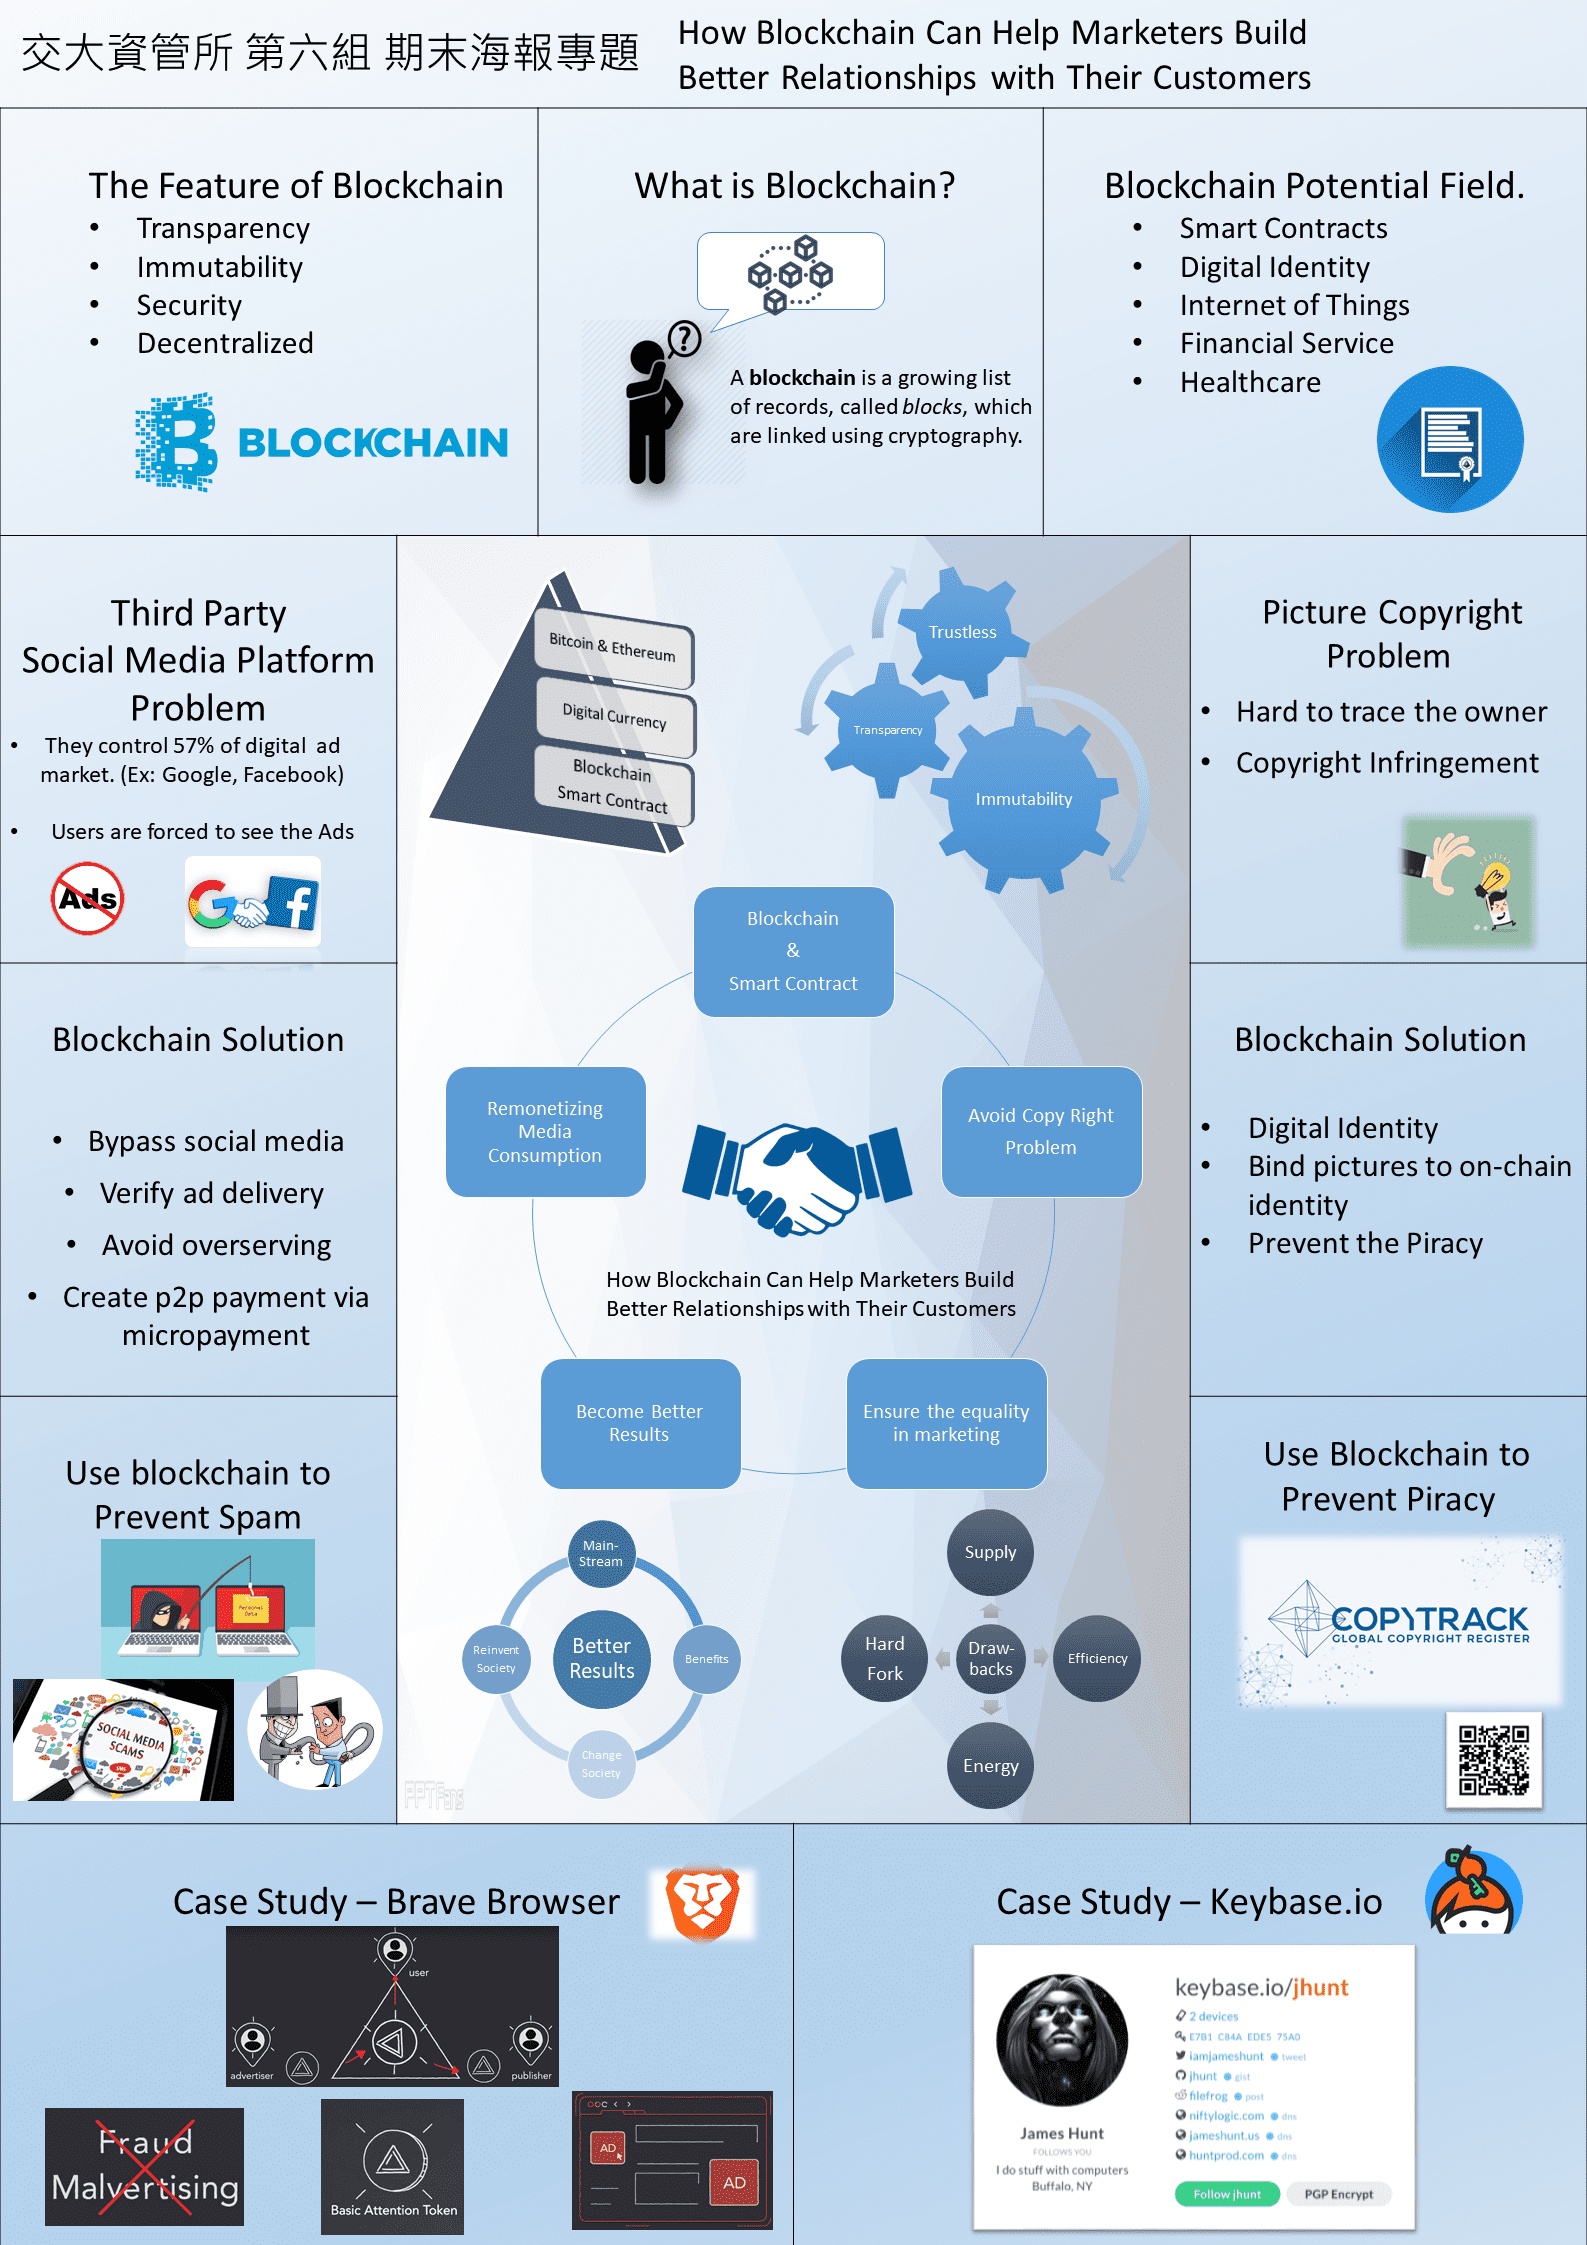 交大資管所 第六組 期末海報專題
How Blockchain Can Help Marketers Build
Better Relationships with Their Customers
The Feature of Blockchain
• Transparency
• Immutability
• Security
• Decentralized
BLOCKCHAIN
What is Blockchain?
?
A blockchain is a growing list
of records, called blocks, which
are linked using cryptography.
Blockchain Potential Field.
• Smart Contracts
• Digital Identity
• Internet of Things
• Financial Service
• Healthcare
Third Party
Social Media Platform
Problem
• They control 57% of digital ad
market. (Ex: Google, Facebook)
• Users are forced to see the Ads
Ads
G f
Bitcoin & Ethereum
Digital Currency
Blockchain
Smart Contract
Trustless
Transparency
Immutability
Picture Copyright
Problem
• Hard to trace the owner
• Copyright Infringement
Blockchain Solution
• Bypass social media
• Verify ad delivery
• Avoid overserving
• Create p2p payment via
micropayment
Blockchain
&
Smart Contract
Remonetizing
Media
Consumption
Avoid Copy Right
Problem
How Blockchain Can Help Marketers Build
Better Relationships with Their Customers
Become Better
Results
Ensure the equality
in marketing
Blockchain Solution
• Digital Identity
• Bind pictures to on-chain
identity
• Prevent the Piracy
Use blockchain to
Prevent Spam
Personal
Data
SOCIAL MEDIA
SCAMS
Main-
Stream
Reinvent
Society
Better
Results
Benefits
Change
Society
PPTFans
Supply
Hard
Fork
Draw-
backs
Efficiency
Energy
Use Blockchain to
Prevent Piracy
COPYTRACK
GLOBAL COPYRIGHT REGISTER
Case Study – Brave Browser
user
advertiser
publisher
Fraud
Malvertising
Basic Attention Token
AD
AD
Case Study – Keybase.io
keybase.io/jhunt
2 devices
E7B1 C84A EDE5 75A0
iamjameshunt tweet
jhunt gist
filefrog post
niftylogic.com dns
jameshunt.us dns
huntprod.com dns
James Hunt
FOLLOWS YOU
I do stuff with computers
Buffalo, NY
Follow jhunt
PGP Encrypt